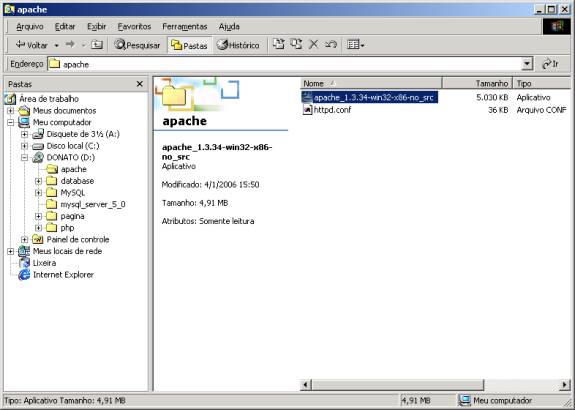 apache
Arquivo Editar Exibir Favoritos Ferramentas Ajuda
Voltar Pesquisar Pastas Histórico
Endereço apache Ir
Pastas
Área de trabalho
Meus documentos
Meu computador
Disquete de 3½ (A:)
Disco local (C:)
DONATO (D:)
apache
database
MySQL
mysql_server_5_0
pagina
php
Painel de controle
Meus locais de rede
Lixeira
Internet Explorer
apache
apache_1.3.34-win32-x86-
no_src
Aplicativo
Modificado: 4/1/2006 15:50
Tamanho: 4,91 MB
Atributos: Somente leitura
Nome Tamanho Tipo
apache_1.3.34-win32-x86-no_src 5.030 KB Aplicativo
httpd.conf 36 KB Arquivo CONF
Tipo: Aplicativo Tamanho: 4,91 MB 4,91 MB Meu computador